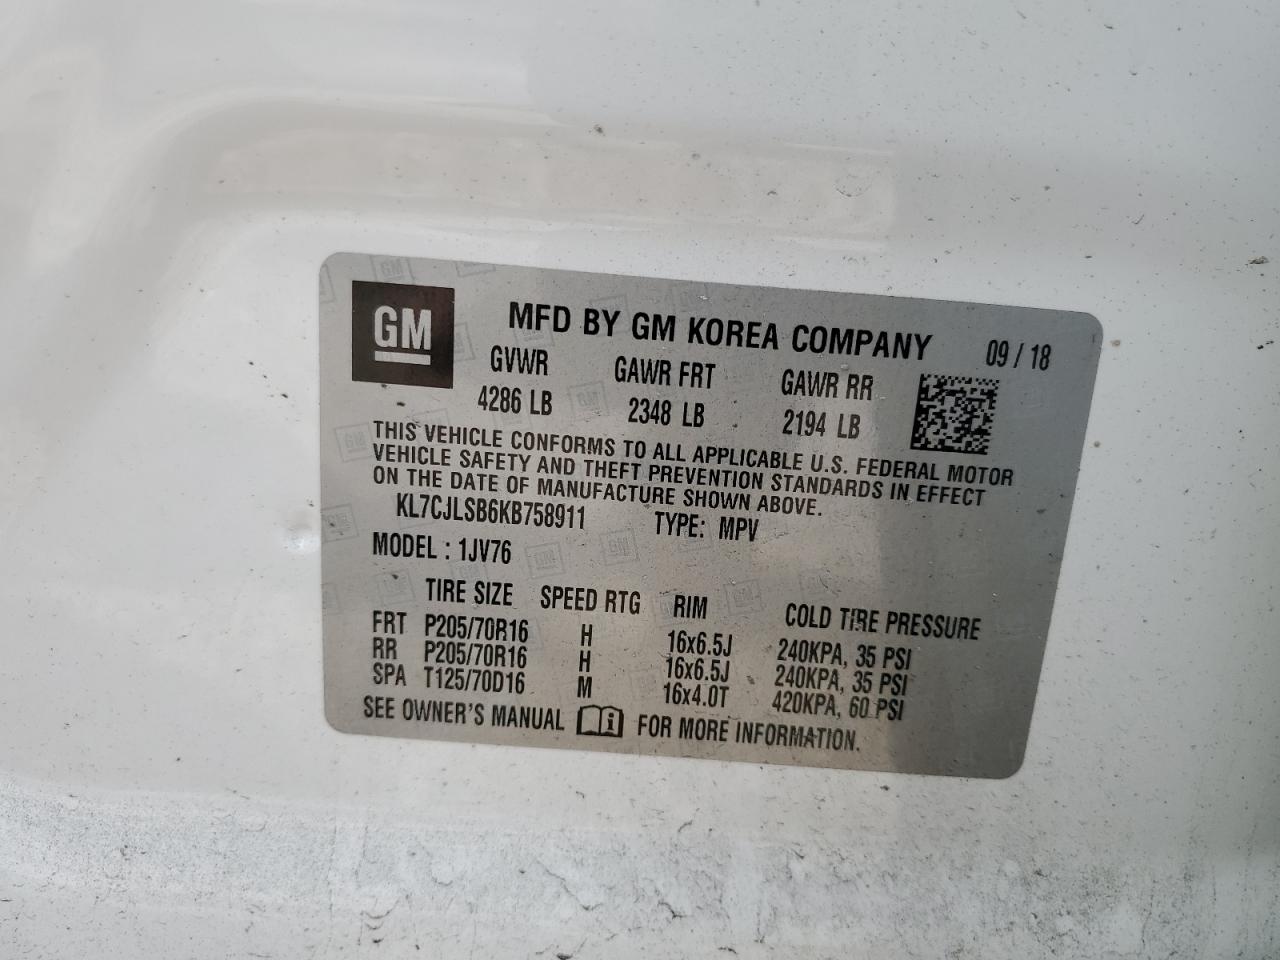 GM
MFD BY GM KOREA COMPANY 09 / 18
GVWR GAWR FRT GAWR RR
4286 LB 2348 LB 2194 LB
THIS VEHICLE CONFORMS TO ALL APPLICABLE U.S. FEDERAL MOTOR
VEHICLE SAFETY AND THEFT PREVENTION STANDARDS IN EFFECT
ON THE DATE OF MANUFACTURE SHOWN ABOVE.
KL7CJLSB6KB758911 TYPE: MPV
MODEL : 1JV76
TIRE SIZE SPEED RTG RIM COLD TIRE PRESSURE
FRT P205/70R16 H 16x6.5J 240KPA, 35 PSI
RR P205/70R16 H 16x6.5J 240KPA, 35 PSI
SPA T125/70D16 M 16x4.0T 420KPA, 60 PSI
SEE OWNER'S MANUAL i FOR MORE INFORMATION.